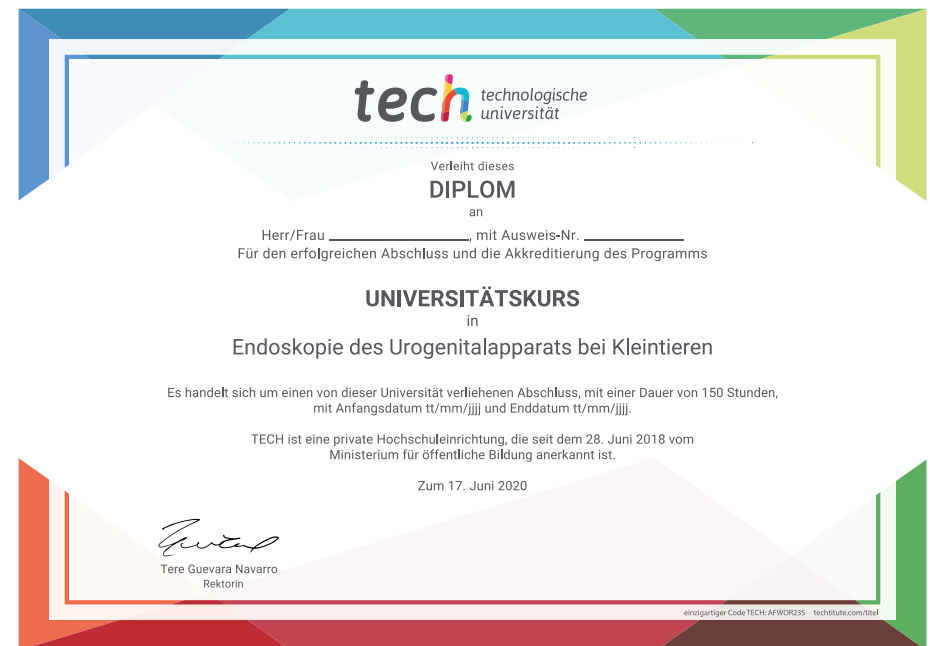 tech technologische
universität
Verleiht dieses
DIPLOM
an
Herr/Frau ____________________, mit Ausweis-Nr. ______________
Für den erfolgreichen Abschluss und die Akkreditierung des Programms
UNIVERSITÄTSKURS
in
Endoskopie des Urogenitalapparats bei Kleintieren
Es handelt sich um einen von dieser Universität verliehenen Abschluss, mit einer Dauer von 150 Stunden,
mit Anfangsdatum tt/mm/jjjj und Enddatum tt/mm/jjjj.
TECH ist eine private Hochschuleinrichtung, die seit dem 28. Juni 2018 vom
Ministerium für öffentliche Bildung anerkannt ist.
Zum 17. Juni 2020
Tere Guevara Navarro
Rektorin
einzigartiger Code TECH: AFWOR23S techtitute.com/titel